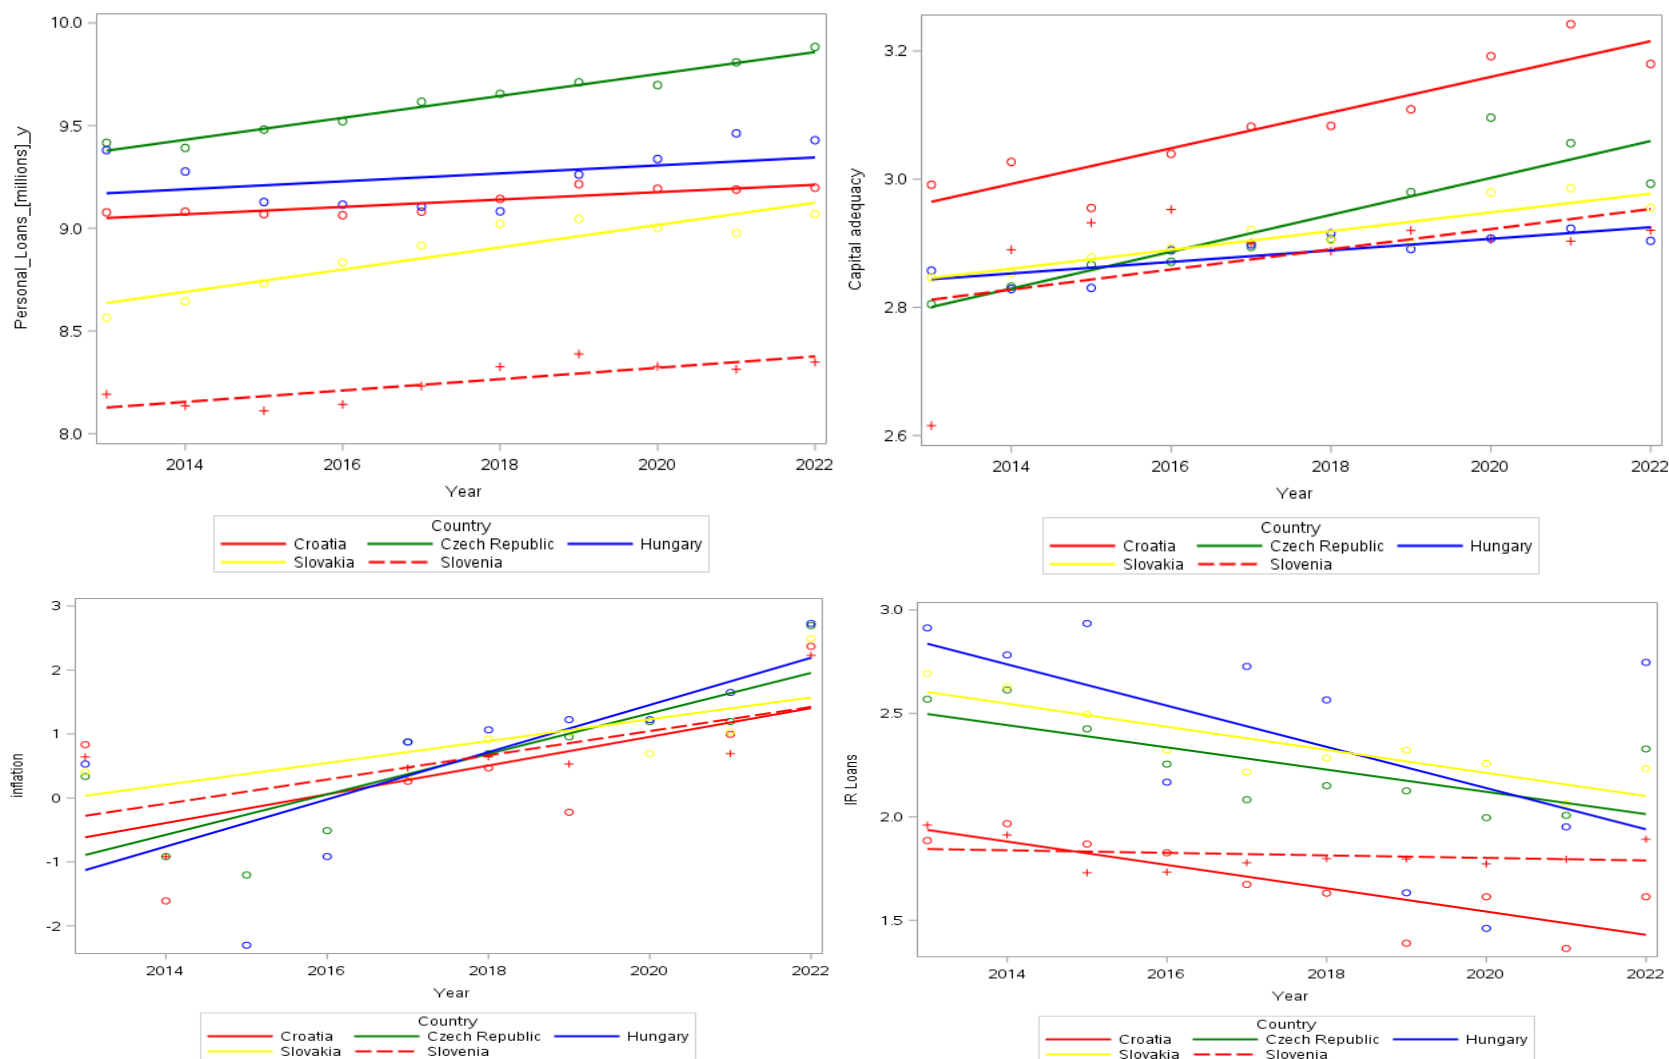 Personal_Loans_[millions]_y
10.0
9.5
9.0
8.5
8.0
2014 2016 2018 2020 2022
Year
Country
Croatia Czech Republic Hungary
Slovakia Slovenia
Capital adequacy
3.2
3.0
2.8
2.6
2014 2016 2018 2020 2022
Year
Country
Croatia Czech Republic Hungary
Slovakia Slovenia
inflation
3
2
1
0
-1
-2
2014 2016 2018 2020 2022
Year
Country
Croatia Czech Republic Hungary
Slovakia Slovenia
IR Loans
3.0
2.5
2.0
1.5
2014 2016 2018 2020 2022
Year
Country
Croatia Czech Republic Hungary
Slovakia Slovenia